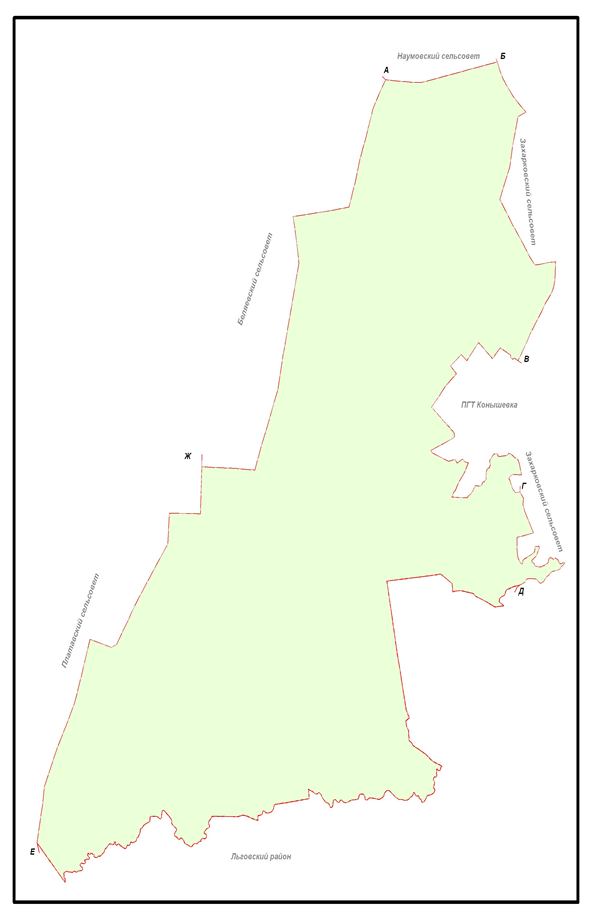 Наумовский сельсовет
А
Б
Захарковский сельсовет
Беляевский сельсовет
В
ПГТ Конышевка
Ж
Захарковский сельсовет
Г
Платавский сельсовет
Д
Е
Льговский район